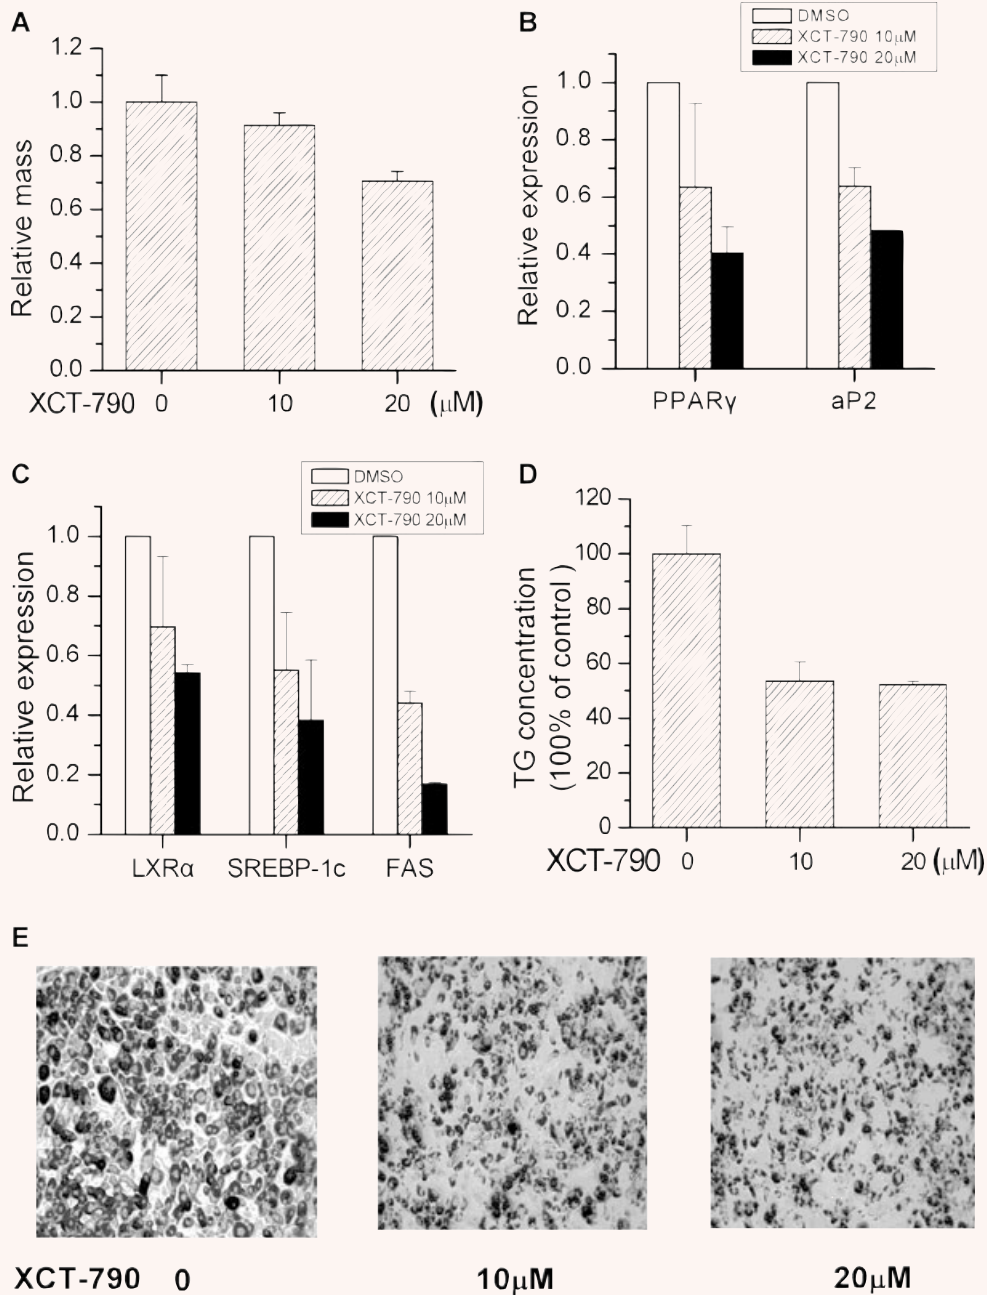 A
1.2
1.0
0.8
0.6
0.4
0.2
0.0
Relative mass
XCT-790 0 10 20 (μM)
B
DMSO
XCT-790 10μM
XCT-790 20μM
1.0
0.8
0.6
0.4
0.2
0.0
Relative expression
PPARγ aP2
C
DMSO
XCT-790 10μM
XCT-790 20μM
1.0
0.8
0.6
0.4
0.2
0.0
Relative expression
LXRα SREBP-1c FAS
D
120
100
80
60
40
20
0
TG concentration
(100% of control )
XCT-790 0 10 20 (μM)
E
XCT-790 0 10μM 20μM